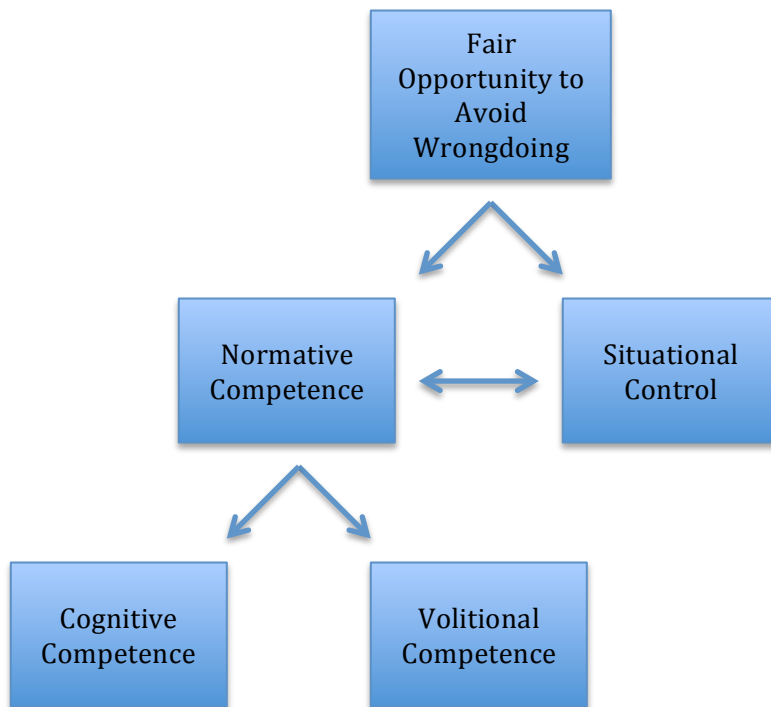 Fair
Opportunity to
Avoid
Wrongdoing
Normative
Competence
Situational
Control
Cognitive
Competence
Volitional
Competence